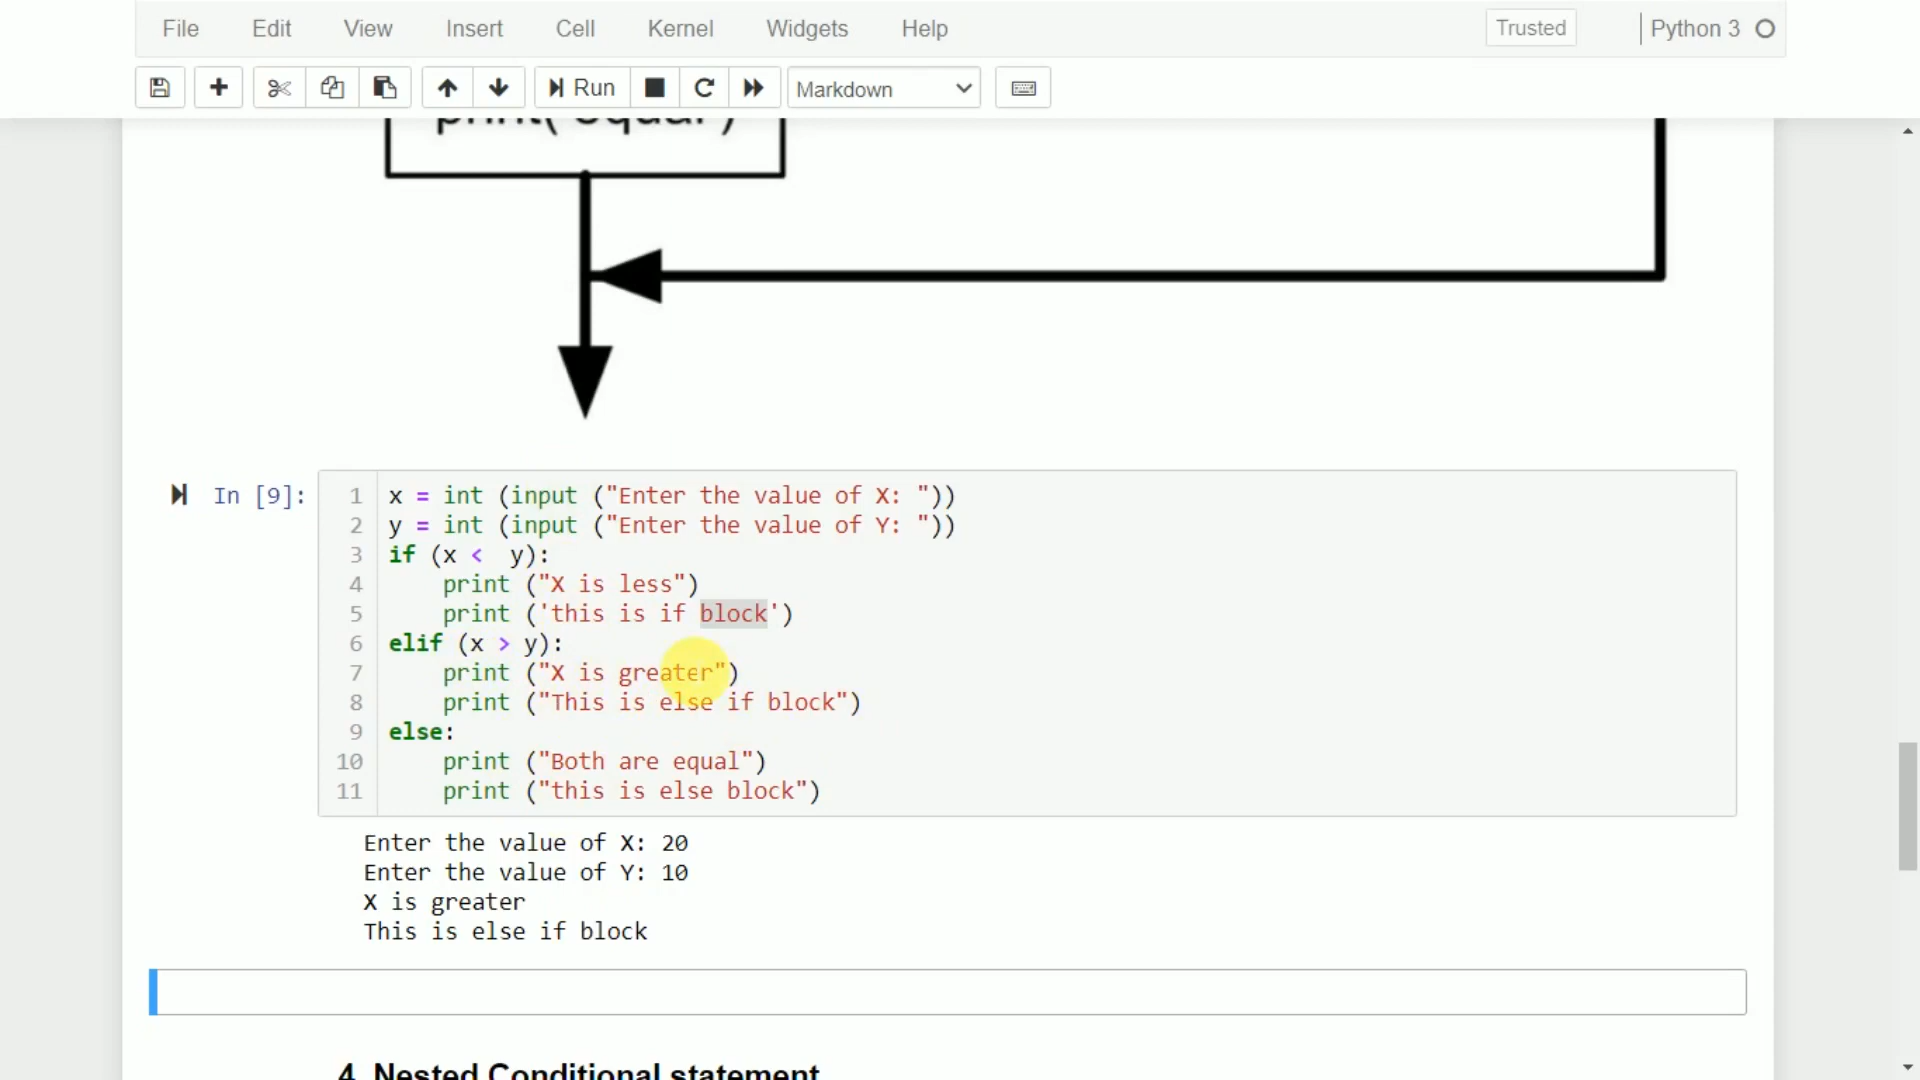 File Edit View Insert Cell Kernel Widgets Help Trusted Python 3
Run Markdown
print(
In [9]:
1 x = int (input ("Enter the value of X: "))
2 y = int (input ("Enter the value of Y: "))
3 if (x <  y):
4     print ("X is less")
5     print ('this is if block')
6 elif (x > y):
7     print ("X is greater")
8     print ("This is else if block")
9 else:
10     print ("Both are equal")
11     print ("this is else block")
Enter the value of X: 20
Enter the value of Y: 10
X is greater
This is else if block
4. Nested Conditional statement